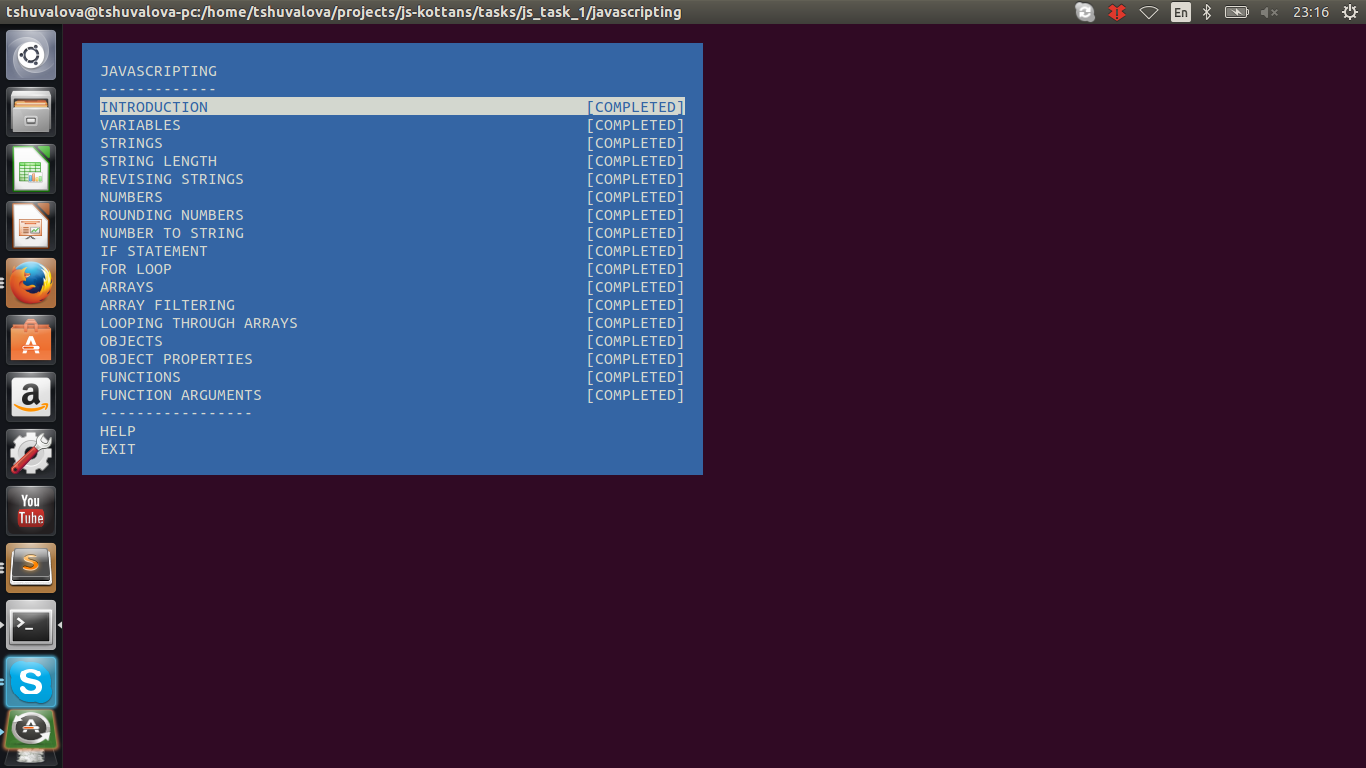 tshuvalova@tshuvalova-pc:/home/tshuvalova/projects/js-kottans/tasks/js_task_1/javascripting En 23:16
JAVASCRIPTING
-------------
INTRODUCTION [COMPLETED]
VARIABLES [COMPLETED]
STRINGS [COMPLETED]
STRING LENGTH [COMPLETED]
REVISING STRINGS [COMPLETED]
NUMBERS [COMPLETED]
ROUNDING NUMBERS [COMPLETED]
NUMBER TO STRING [COMPLETED]
IF STATEMENT [COMPLETED]
FOR LOOP [COMPLETED]
ARRAYS [COMPLETED]
ARRAY FILTERING [COMPLETED]
LOOPING THROUGH ARRAYS [COMPLETED]
OBJECTS [COMPLETED]
OBJECT PROPERTIES [COMPLETED]
FUNCTIONS [COMPLETED]
FUNCTION ARGUMENTS [COMPLETED]
-----------------
HELP
EXIT
a
You
Tube
S
>_
S